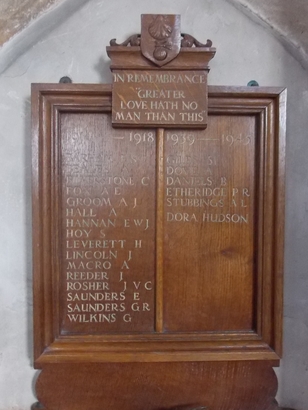 IN REMEMBRANCE
GREATER
LOVE HATH NO
MAN THAN THIS
— 1918
1939 — 1945
C
FOX A E
GROOM A J
HALL A
HANNAN E W J
HOY S
LEVERETT H
LINCOLN J
MACRO A
REEDER J
ROSHER J V C
SAUNDERS E
SAUNDERS G R
WILKINS G
DANIELS B
ETHERIDGE P R
STUBBINGS A L
DORA HUDSON